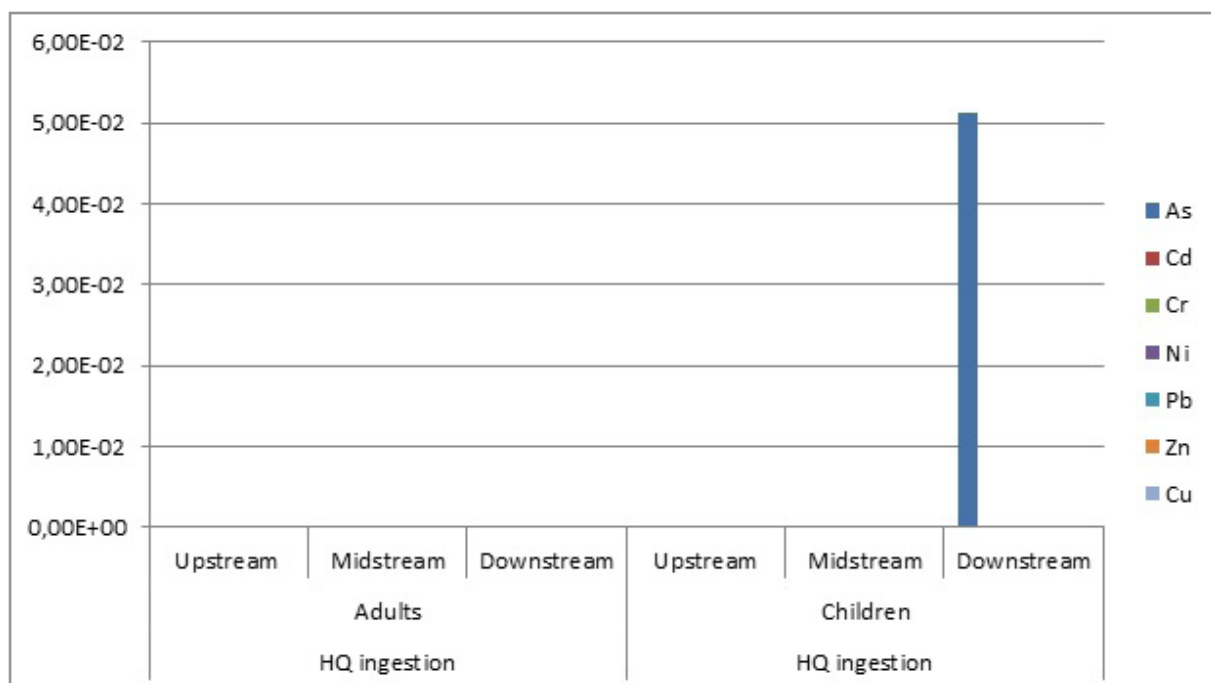 6,00E-02
5,00E-02
4,00E-02
3,00E-02
2,00E-02
1,00E-02
0,00E+00
Upstream Midstream Downstream Upstream Midstream Downstream
Adults Children
HQ ingestion HQ ingestion
As
Cd
Cr
Ni
Pb
Zn
Cu